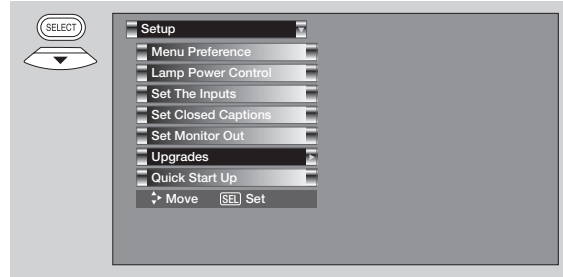 SELECT
Setup
Menu Preference
Lamp Power Control
Set The Inputs
Set Closed Captions
Set Monitor Out
Upgrades
Quick Start Up
Move SEL Set